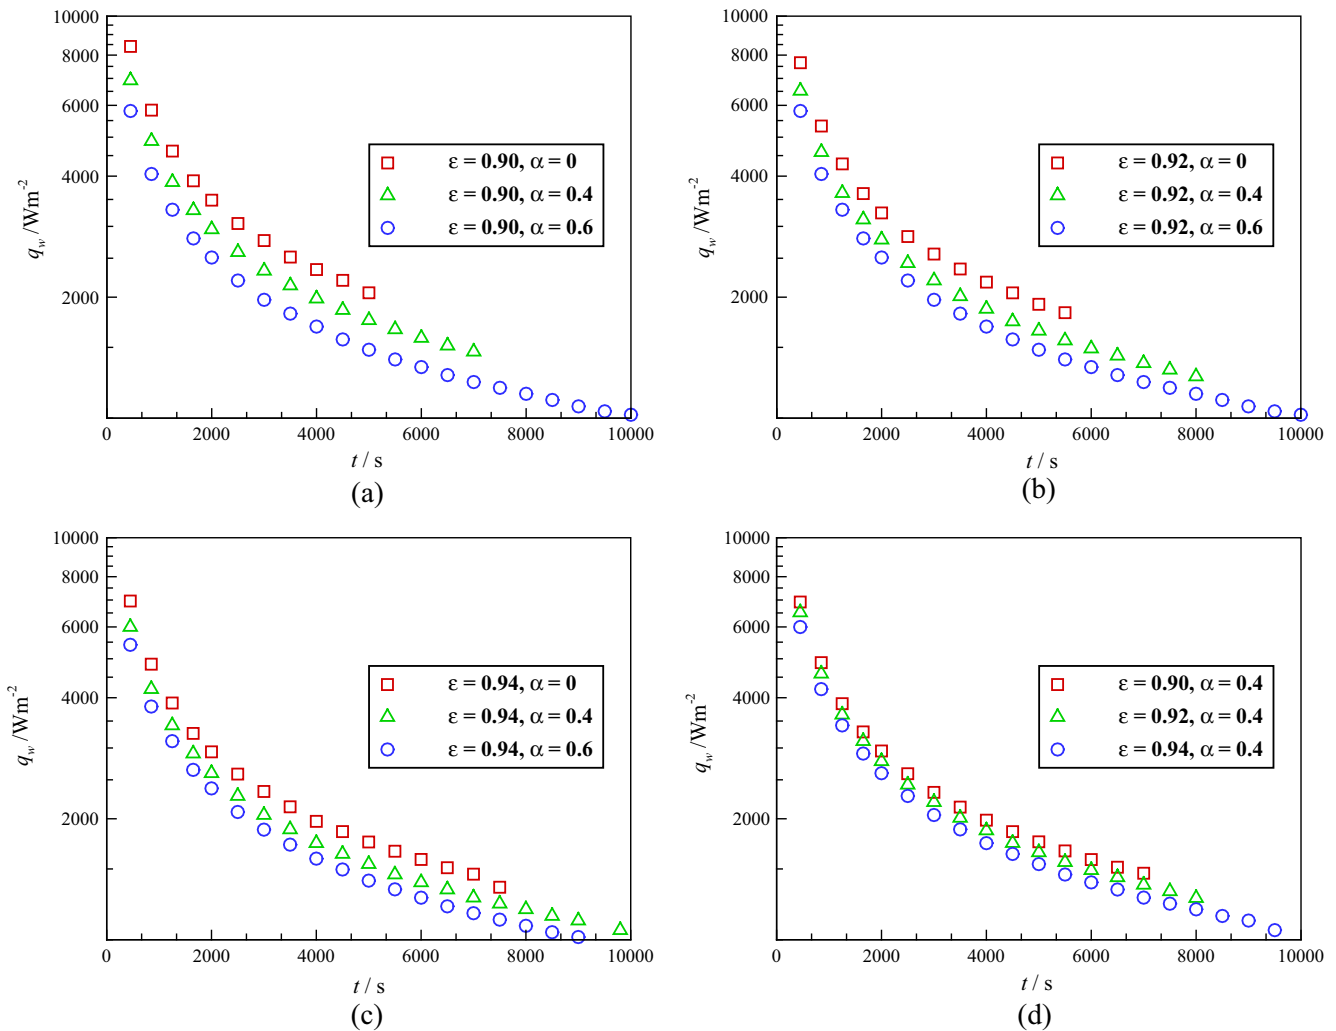 10000
8000
6000
4000
2000
q_w /Wm⁻²
ε = 0.90, α = 0
ε = 0.90, α = 0.4
ε = 0.90, α = 0.6
0 2000 4000 6000 8000 10000
t / s
(a)
10000
8000
6000
4000
2000
q_w /Wm⁻²
ε = 0.92, α = 0
ε = 0.92, α = 0.4
ε = 0.92, α = 0.6
0 2000 4000 6000 8000 10000
t / s
(b)
10000
8000
6000
4000
2000
q_w /Wm⁻²
ε = 0.94, α = 0
ε = 0.94, α = 0.4
ε = 0.94, α = 0.6
0 2000 4000 6000 8000 10000
t / s
(c)
10000
8000
6000
4000
2000
q_w /Wm⁻²
ε = 0.90, α = 0.4
ε = 0.92, α = 0.4
ε = 0.94, α = 0.4
0 2000 4000 6000 8000 10000
t / s
(d)